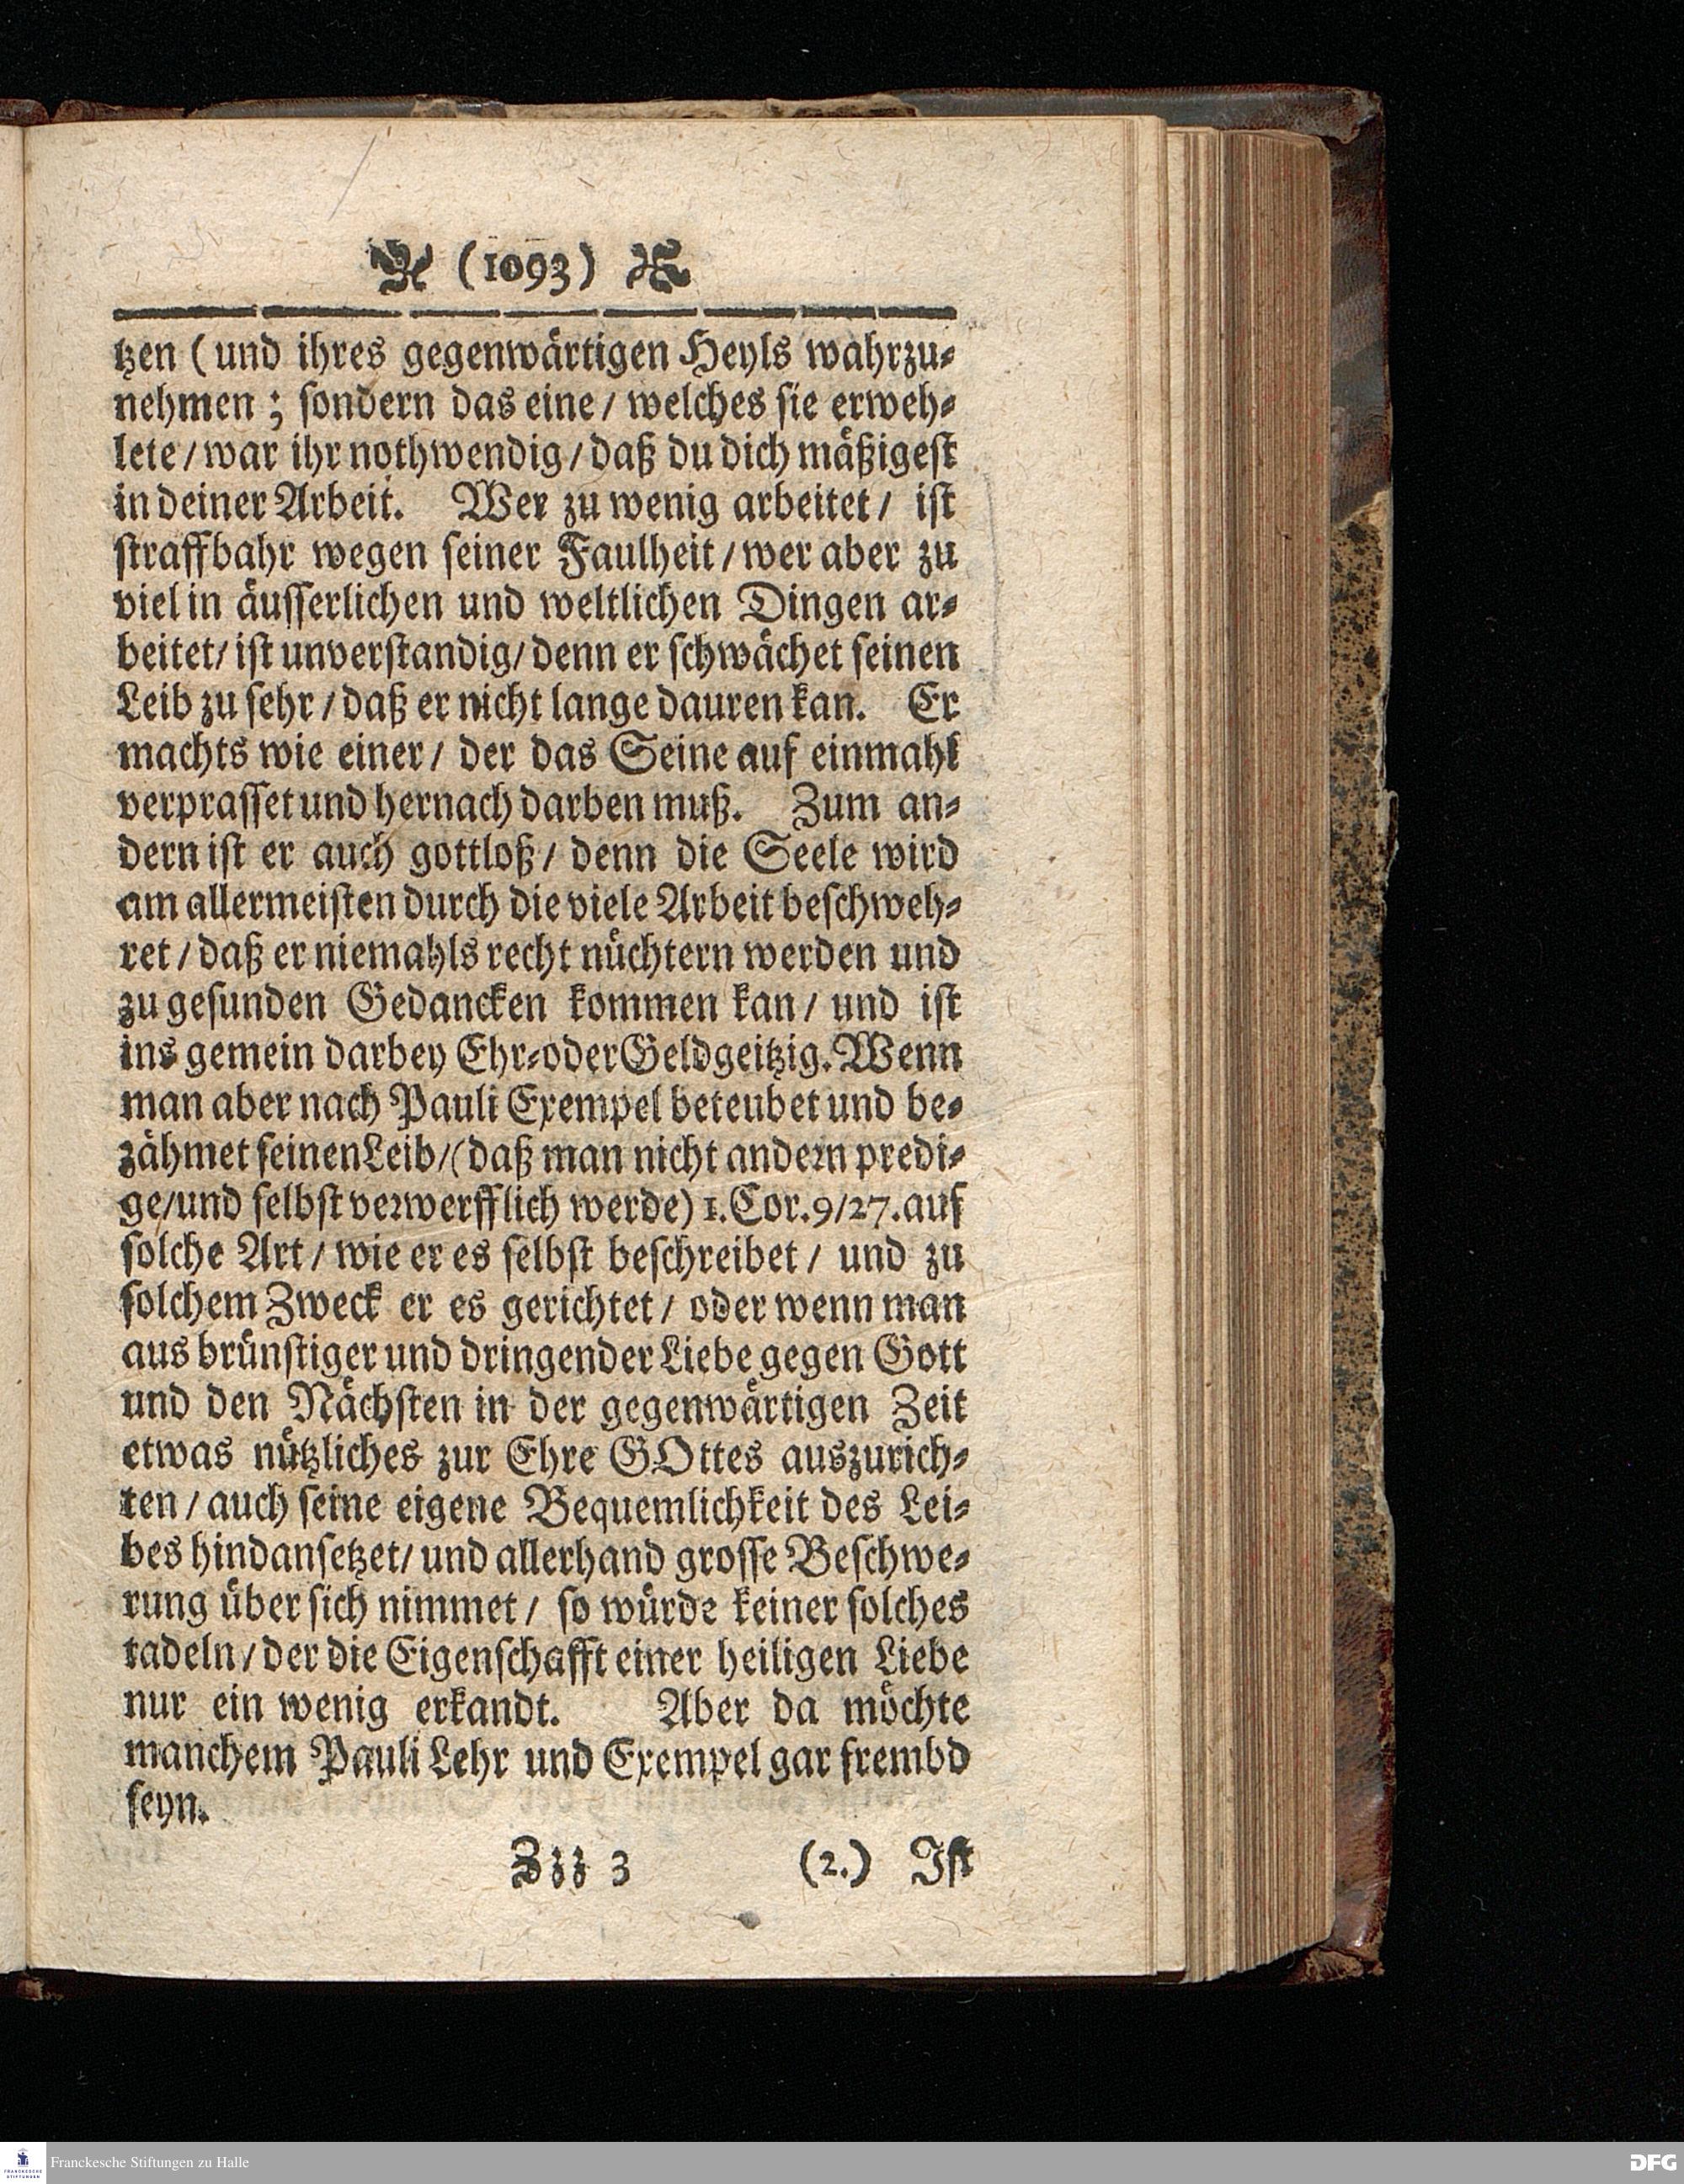 (1093)
tzen (und ihres gegenwärtigen Heyls wahrzu-
nehmen; sondern das eine/ welches sie erweh-
lete/ war ihr nothwendig/ daß du dich mäßigest
in deiner Arbeit. Wer zu wenig arbeitet/ ist
straffbahr wegen seiner Faulheit/ wer aber zu
viel in äusserlichen und weltlichen Dingen ar-
beitet/ ist unverstandig/ denn er schwächet seinen
Leib zu sehr/ daß er nicht lange dauren kan. Er
machts wie einer/ der das Seine auf einmahl
verprasset und hernach darben muß. Zum an-
dern ist er auch gottloß/ denn die Seele wird
am allermeisten durch die viele Arbeit beschweh-
ret/ daß er niemahls recht nüchtern werden und
zu gesunden Gedancken kommen kan/ und ist
ins gemein darbey Ehr-oder Geldgeitzig. Wenn
man aber nach Pauli Exempel beteubet und be-
zähmet seinen Leib/ (daß man nicht andern predi-
ge/ und selbst verwerfflich werde) 1. Cor. 9/27. auf
solche Art/ wie er es selbst beschreibet/ und zu
solchem Zweck er es gerichtet/ oder wenn man
aus brünstiger und dringender Liebe gegen Gott
und den Nächsten in der gegenwärtigen Zeit
etwas nützliches zur Ehre GOttes auszurich-
ten/ auch seine eigene Bequemlichkeit des Lei-
bes hindansetzet/ und allerhand grosse Beschwe-
rung über sich nimmet/ so würde keiner solches
tadeln/ der die Eigenschafft einer heiligen Liebe
nur ein wenig erkandt. Aber da möchte
manchem Pauli Lehr und Exempel gar frembd
seyn.
Zzz 3 (2.) Ist
FRANCKESCHE STIFTUNGEN Franckesche Stiftungen zu Halle DFG